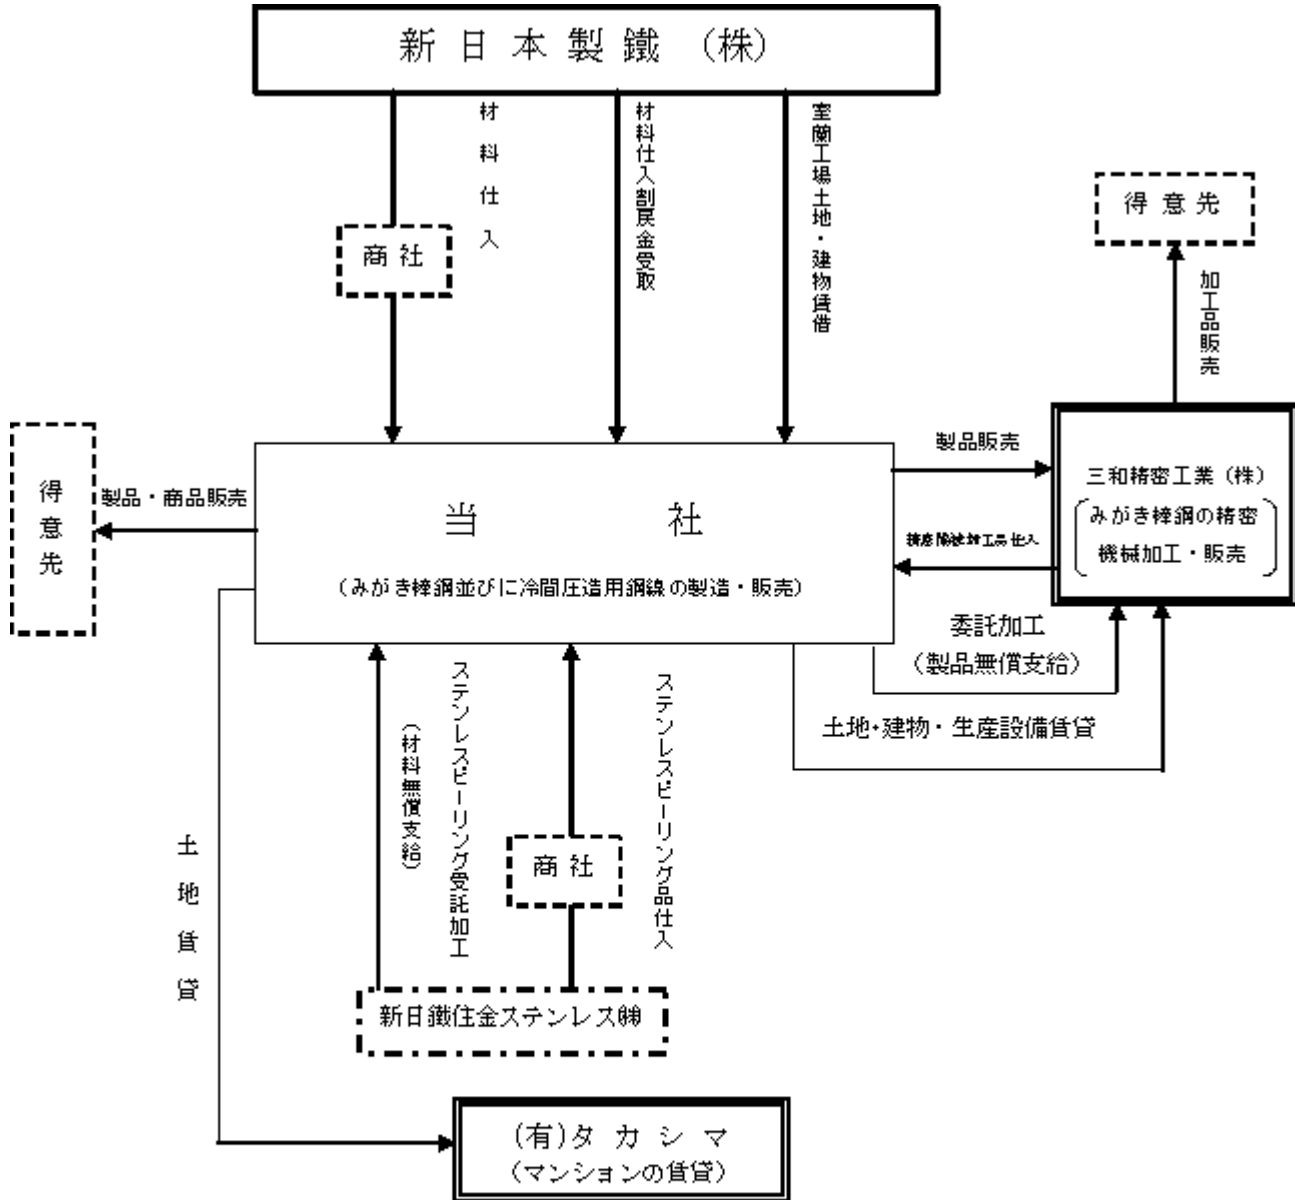 新日本製鐵 (株)
材料仕入
材料仕入割戻金受取
室蘭工場土地・建物賃借
商社
得意先
加工品販売
得意先
製品・商品販売
当社
(みがき棒鋼並びに冷間圧造用鋼線の製造・販売)
製品販売
三和精密工業(株)
みがき棒鋼の精密
機械加工・販売
精密機械加工品仕入
委託加工
(製品無償支給)
土地・建物・生産設備賃貸
(材料無償支給)
ステンレスピーリング受託加工
商社
ステンレスピーリング品仕入
土地賃貸
新日鐵住金ステンレス㈱
(有)タカシマ
(マンションの賃貸)